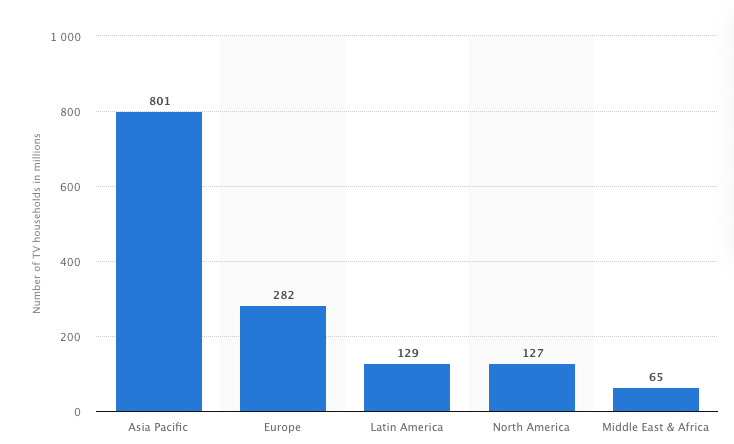 Number of TV households in millions
1 000
800
600
400
200
0
801
282
129
127
65
Asia Pacific
Europe
Latin America
North America
Middle East & Africa